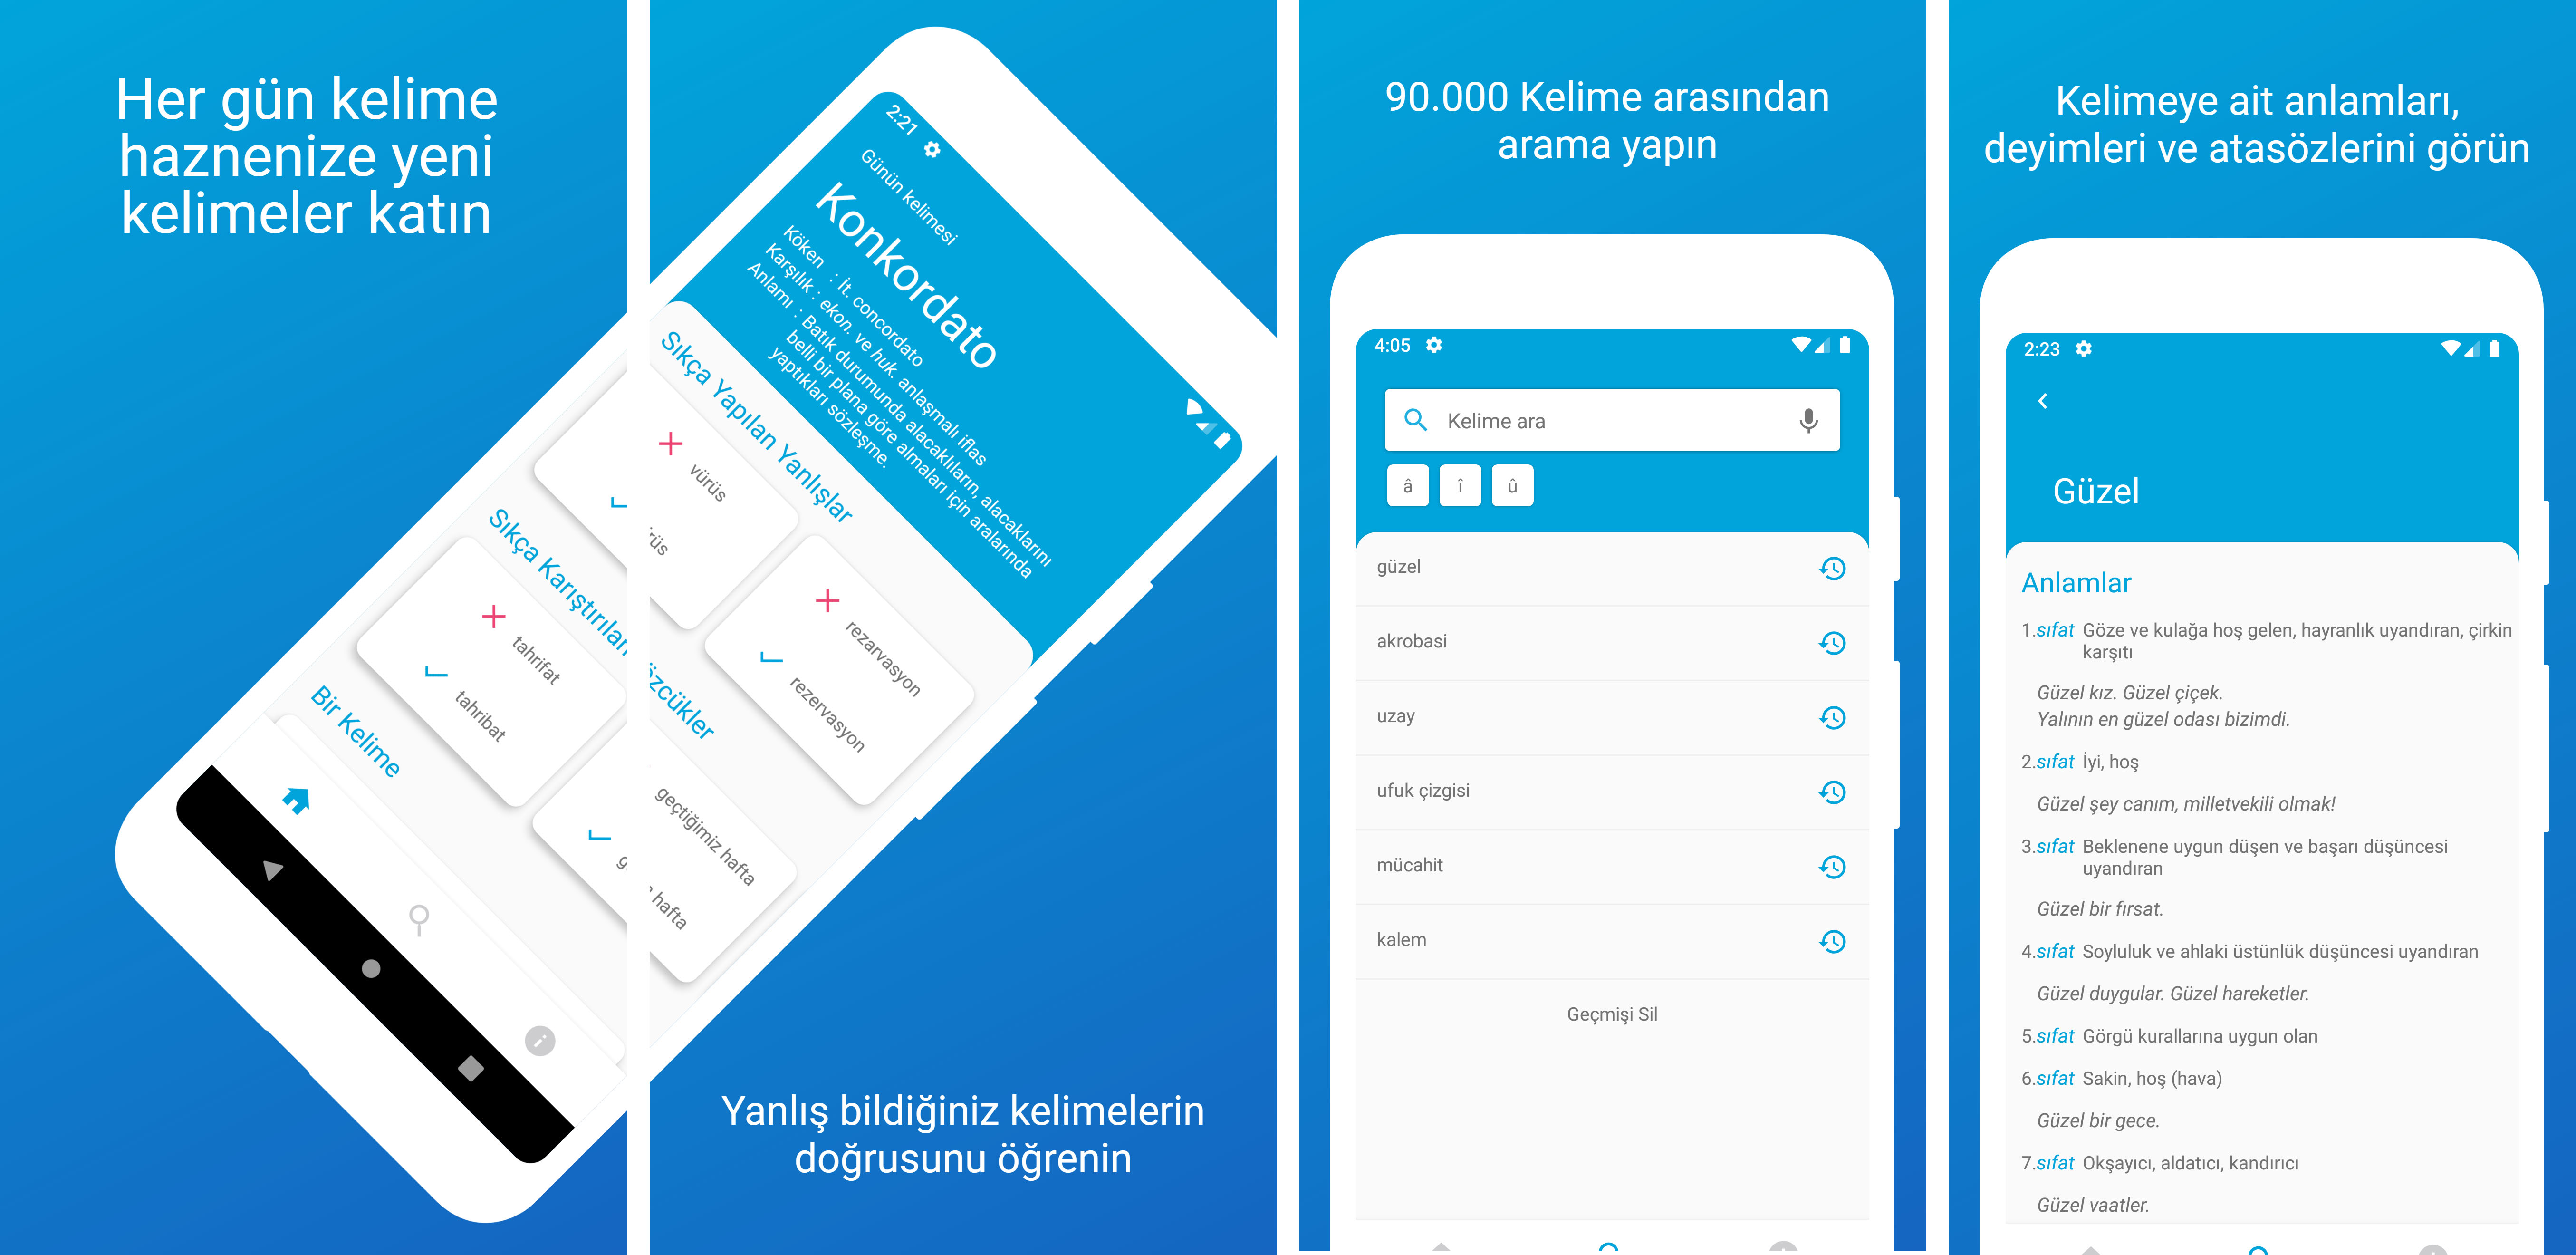 Her gün kelime
haznenize yeni
kelimeler katın
2:21
Günün kelimesi
Konkordato
Köken : İt. concordato
Karşılık : ekon. ve huk. anlaşmalı iflas
Anlamı : Batık durumunda alacaklıların, alacaklarını
belli bir plana göre almaları için aralarında
yaptıkları sözleşme.
Sıkça Yapılan Yanlışlar
vürüs
rüs
rezarvasyon
rezervasyon
Sıkça Karıştırılan
özcükler
tahrifat
tahribat
geçtiğimiz hafta
g
hafta
Bir Kelime
Yanlış bildiğiniz kelimelerin
doğrusunu öğrenin
90.000 Kelime arasından
arama yapın
4:05
Kelime ara
â î û
güzel
akrobasi
uzay
ufuk çizgisi
mücahit
kalem
Geçmişi Sil
Kelimeye ait anlamları,
deyimleri ve atasözlerini görün
2:23
Güzel
Anlamlar
1.sıfat Göze ve kulağa hoş gelen, hayranlık uyandıran, çirkin
karşıtı
Güzel kız. Güzel çiçek.
Yalının en güzel odası bizimdi.
2.sıfat İyi, hoş
Güzel şey canım, milletvekili olmak!
3.sıfat Beklenene uygun düşen ve başarı düşüncesi
uyandıran
Güzel bir fırsat.
4.sıfat Soyluluk ve ahlaki üstünlük düşüncesi uyandıran
Güzel duygular. Güzel hareketler.
5.sıfat Görgü kurallarına uygun olan
6.sıfat Sakin, hoş (hava)
Güzel bir gece.
7.sıfat Okşayıcı, aldatıcı, kandırıcı
Güzel vaatler.